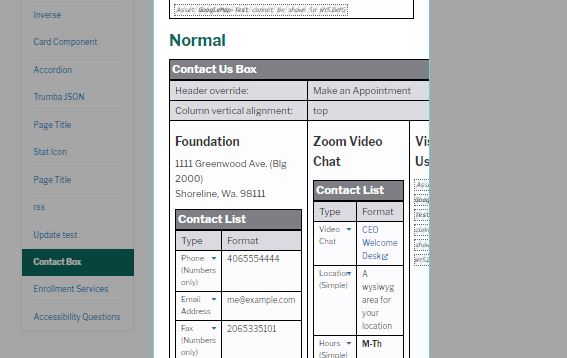 Inverse
Card Component
Accordion
Trumba JSON
Page Title
Stat Icon
Page Title
rss
Update test
Contact Box
Enrollment Services
Accessibility Questions
Asset GoogleMap-Test cannot be shown in WYSIWYG
Normal
Contact Us Box
Header override: Make an Appointment
Column vertical alignment: top
Foundation
1111 Greenwood Ave. (Blg
2000)
Shoreline, Wa. 98111
Contact List
Type Format
Phone 4065554444
(Numbers
only)
Email me@example.com
Address
Fax 2065335101
(Numbers
only)
Zoom Video
Chat
Contact List
Type Format
Video CEO
Chat Welcome
Desk
Location A
(Simple) wysiwyg
area for
your
location
Hours M-Th
(Simple)
Vis
Us